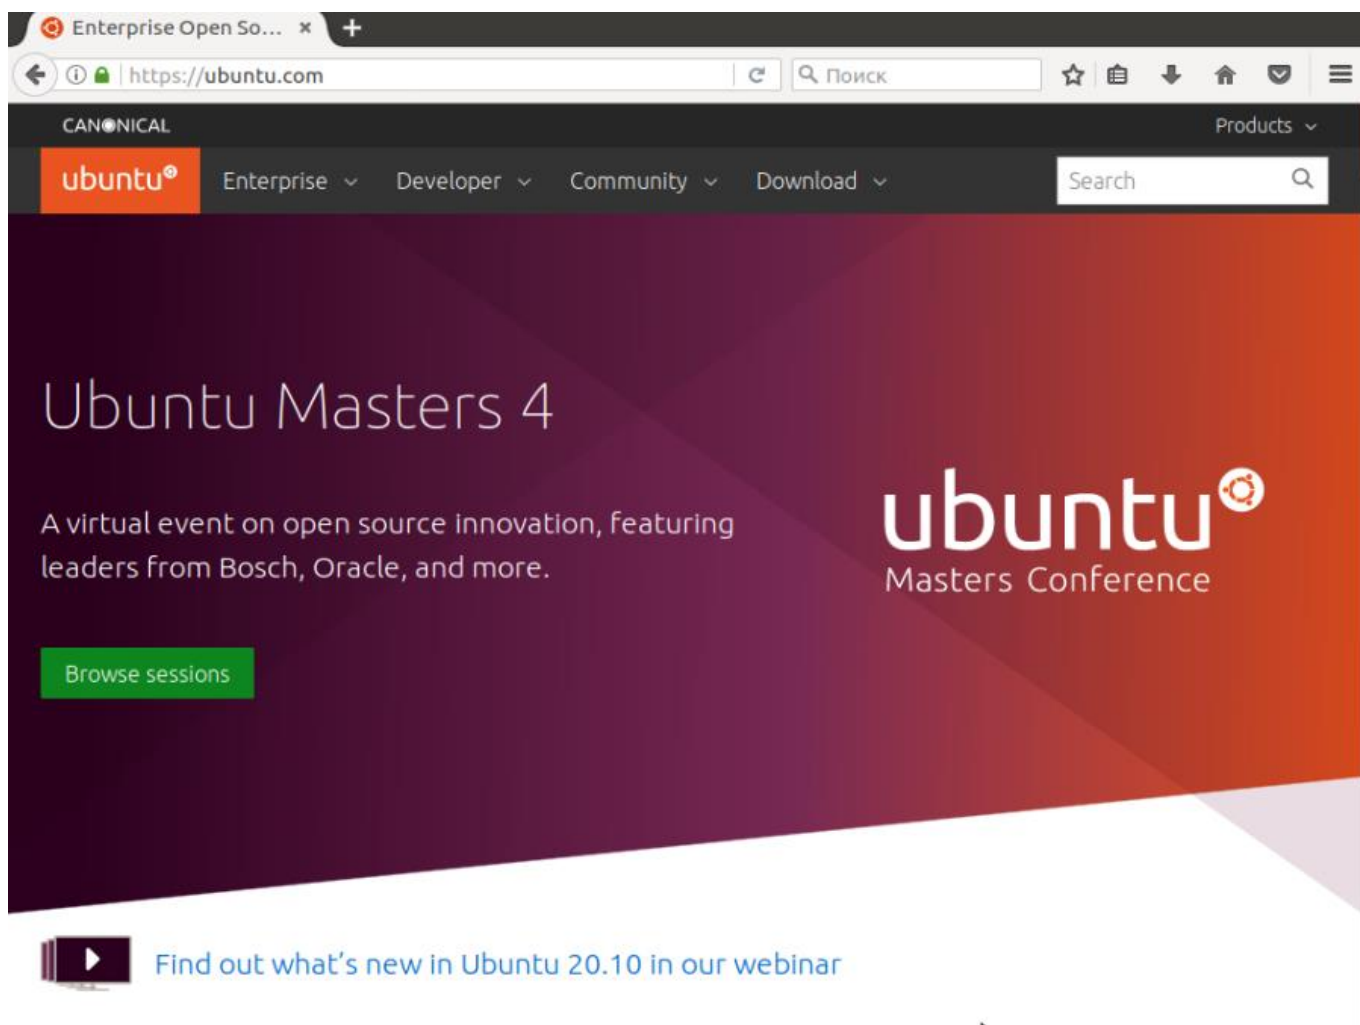 Enterprise Open So...
https://ubuntu.com
Поиск
CANONICAL
Products
ubuntu
Enterprise
Developer
Community
Download
Search
Ubuntu Masters 4
A virtual event on open source innovation, featuring
leaders from Bosch, Oracle, and more.
ubuntu
Masters Conference
Browse sessions
Find out what's new in Ubuntu 20.10 in our webinar